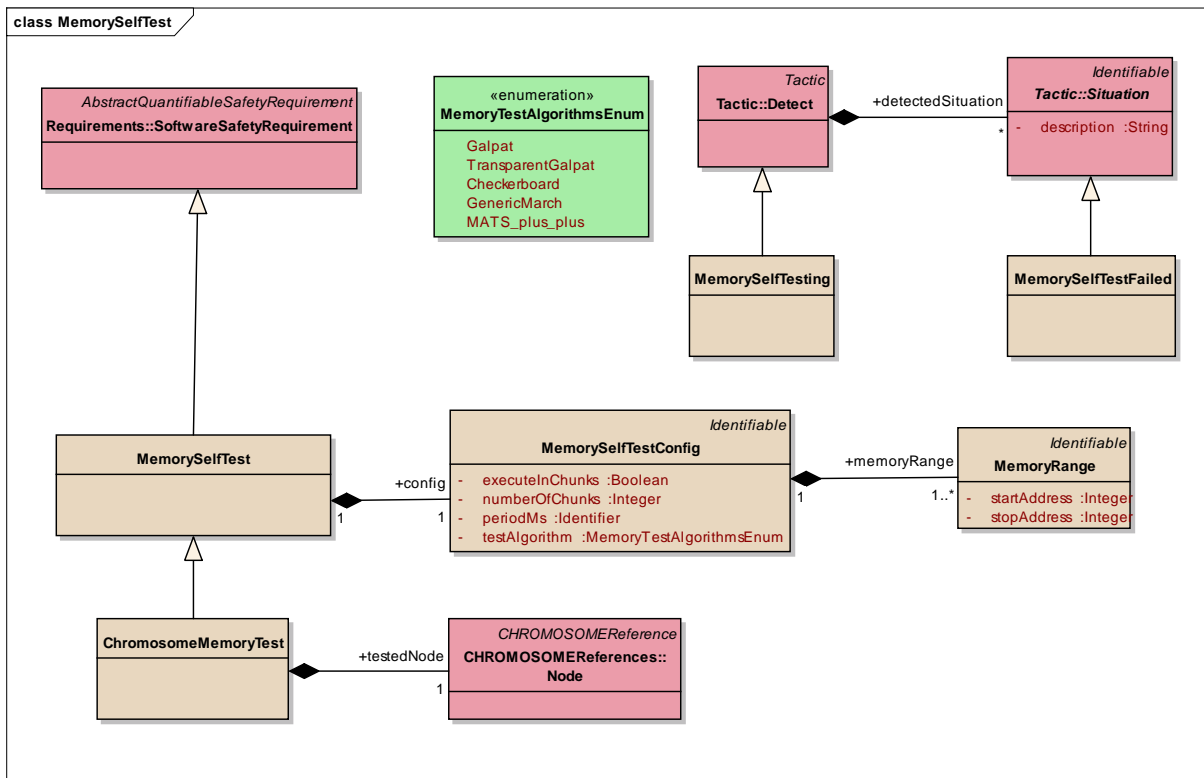 class MemorySelfTest
AbstractQuantifiableSafetyRequirement
Requirements::SoftwareSafetyRequirement
«enumeration»
MemoryTestAlgorithmsEnum
Galpat
TransparentGalpat
Checkerboard
GenericMarch
MATS_plus_plus
Tactic
Tactic::Detect
+detectedSituation
*
Identifiable
Tactic::Situation
- description :String
MemorySelfTesting
MemorySelfTestFailed
MemorySelfTest
+config
1
1
Identifiable
MemorySelfTestConfig
- executeInChunks :Boolean
- numberOfChunks :Integer
- periodMs :Identifier
- testAlgorithm :MemoryTestAlgorithmsEnum
+memoryRange
1
1..*
Identifiable
MemoryRange
- startAddress :Integer
- stopAddress :Integer
ChromosomeMemoryTest
+testedNode
1
CHROMOSOMEReference
CHROMOSOMEReferences::
Node